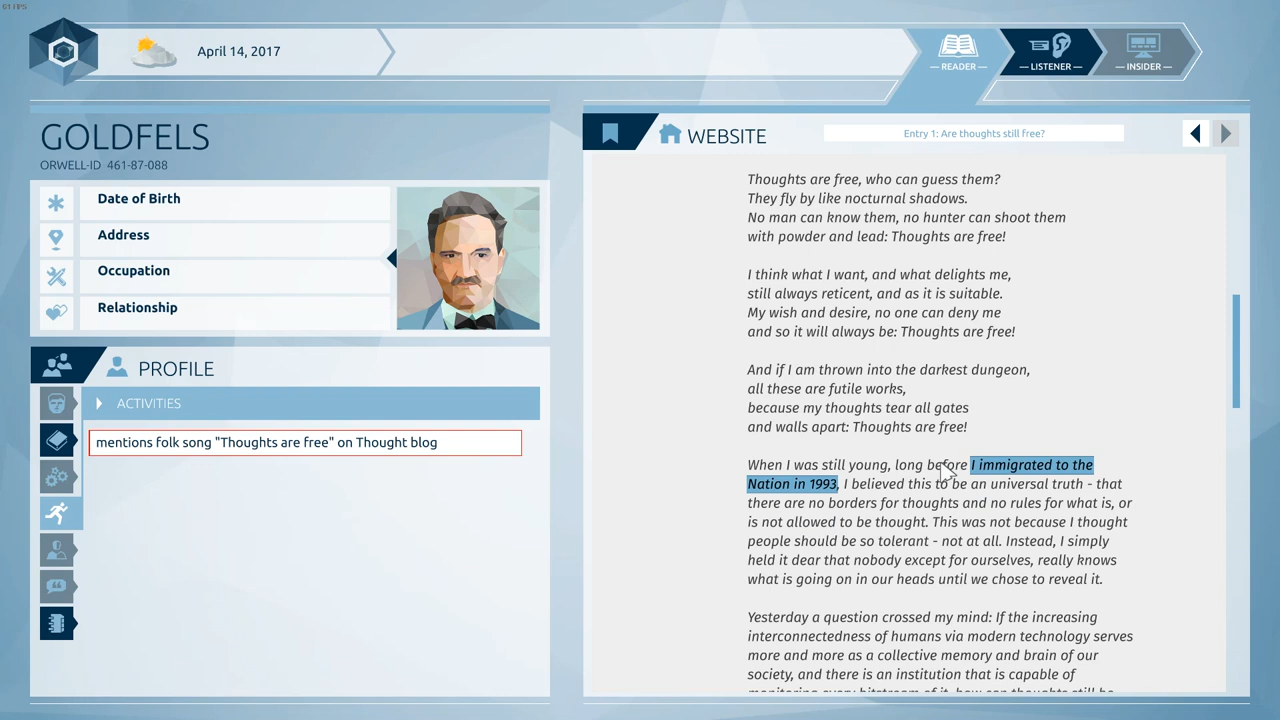 61 FPS
April 14, 2017
— READER —
— LISTENER —
— INSIDER —
GOLDFELS
ORWELL-ID 461-87-088
Date of Birth
Address
Occupation
Relationship
PROFILE
ACTIVITIES
mentions folk song "Thoughts are free" on Thought blog
WEBSITE
Entry 1: Are thoughts still free?
Thoughts are free, who can guess them?
They fly by like nocturnal shadows.
No man can know them, no hunter can shoot them
with powder and lead: Thoughts are free!
I think what I want, and what delights me,
still always reticent, and as it is suitable.
My wish and desire, no one can deny me
and so it will always be: Thoughts are free!
And if I am thrown into the darkest dungeon,
all these are futile works,
because my thoughts tear all gates
and walls apart: Thoughts are free!
When I was still young, long before I immigrated to the
Nation in 1993, I believed this to be an universal truth - that
there are no borders for thoughts and no rules for what is, or
is not allowed to be thought. This was not because I thought
people should be so tolerant - not at all. Instead, I simply
held it dear that nobody except for ourselves, really knows
what is going on in our heads until we chose to reveal it.
Yesterday a question crossed my mind: If the increasing
interconnectedness of humans via modern technology serves
more and more as a collective memory and brain of our
society, and there is an institution that is capable of
monitoring every bitstream of it, how can thoughts still be